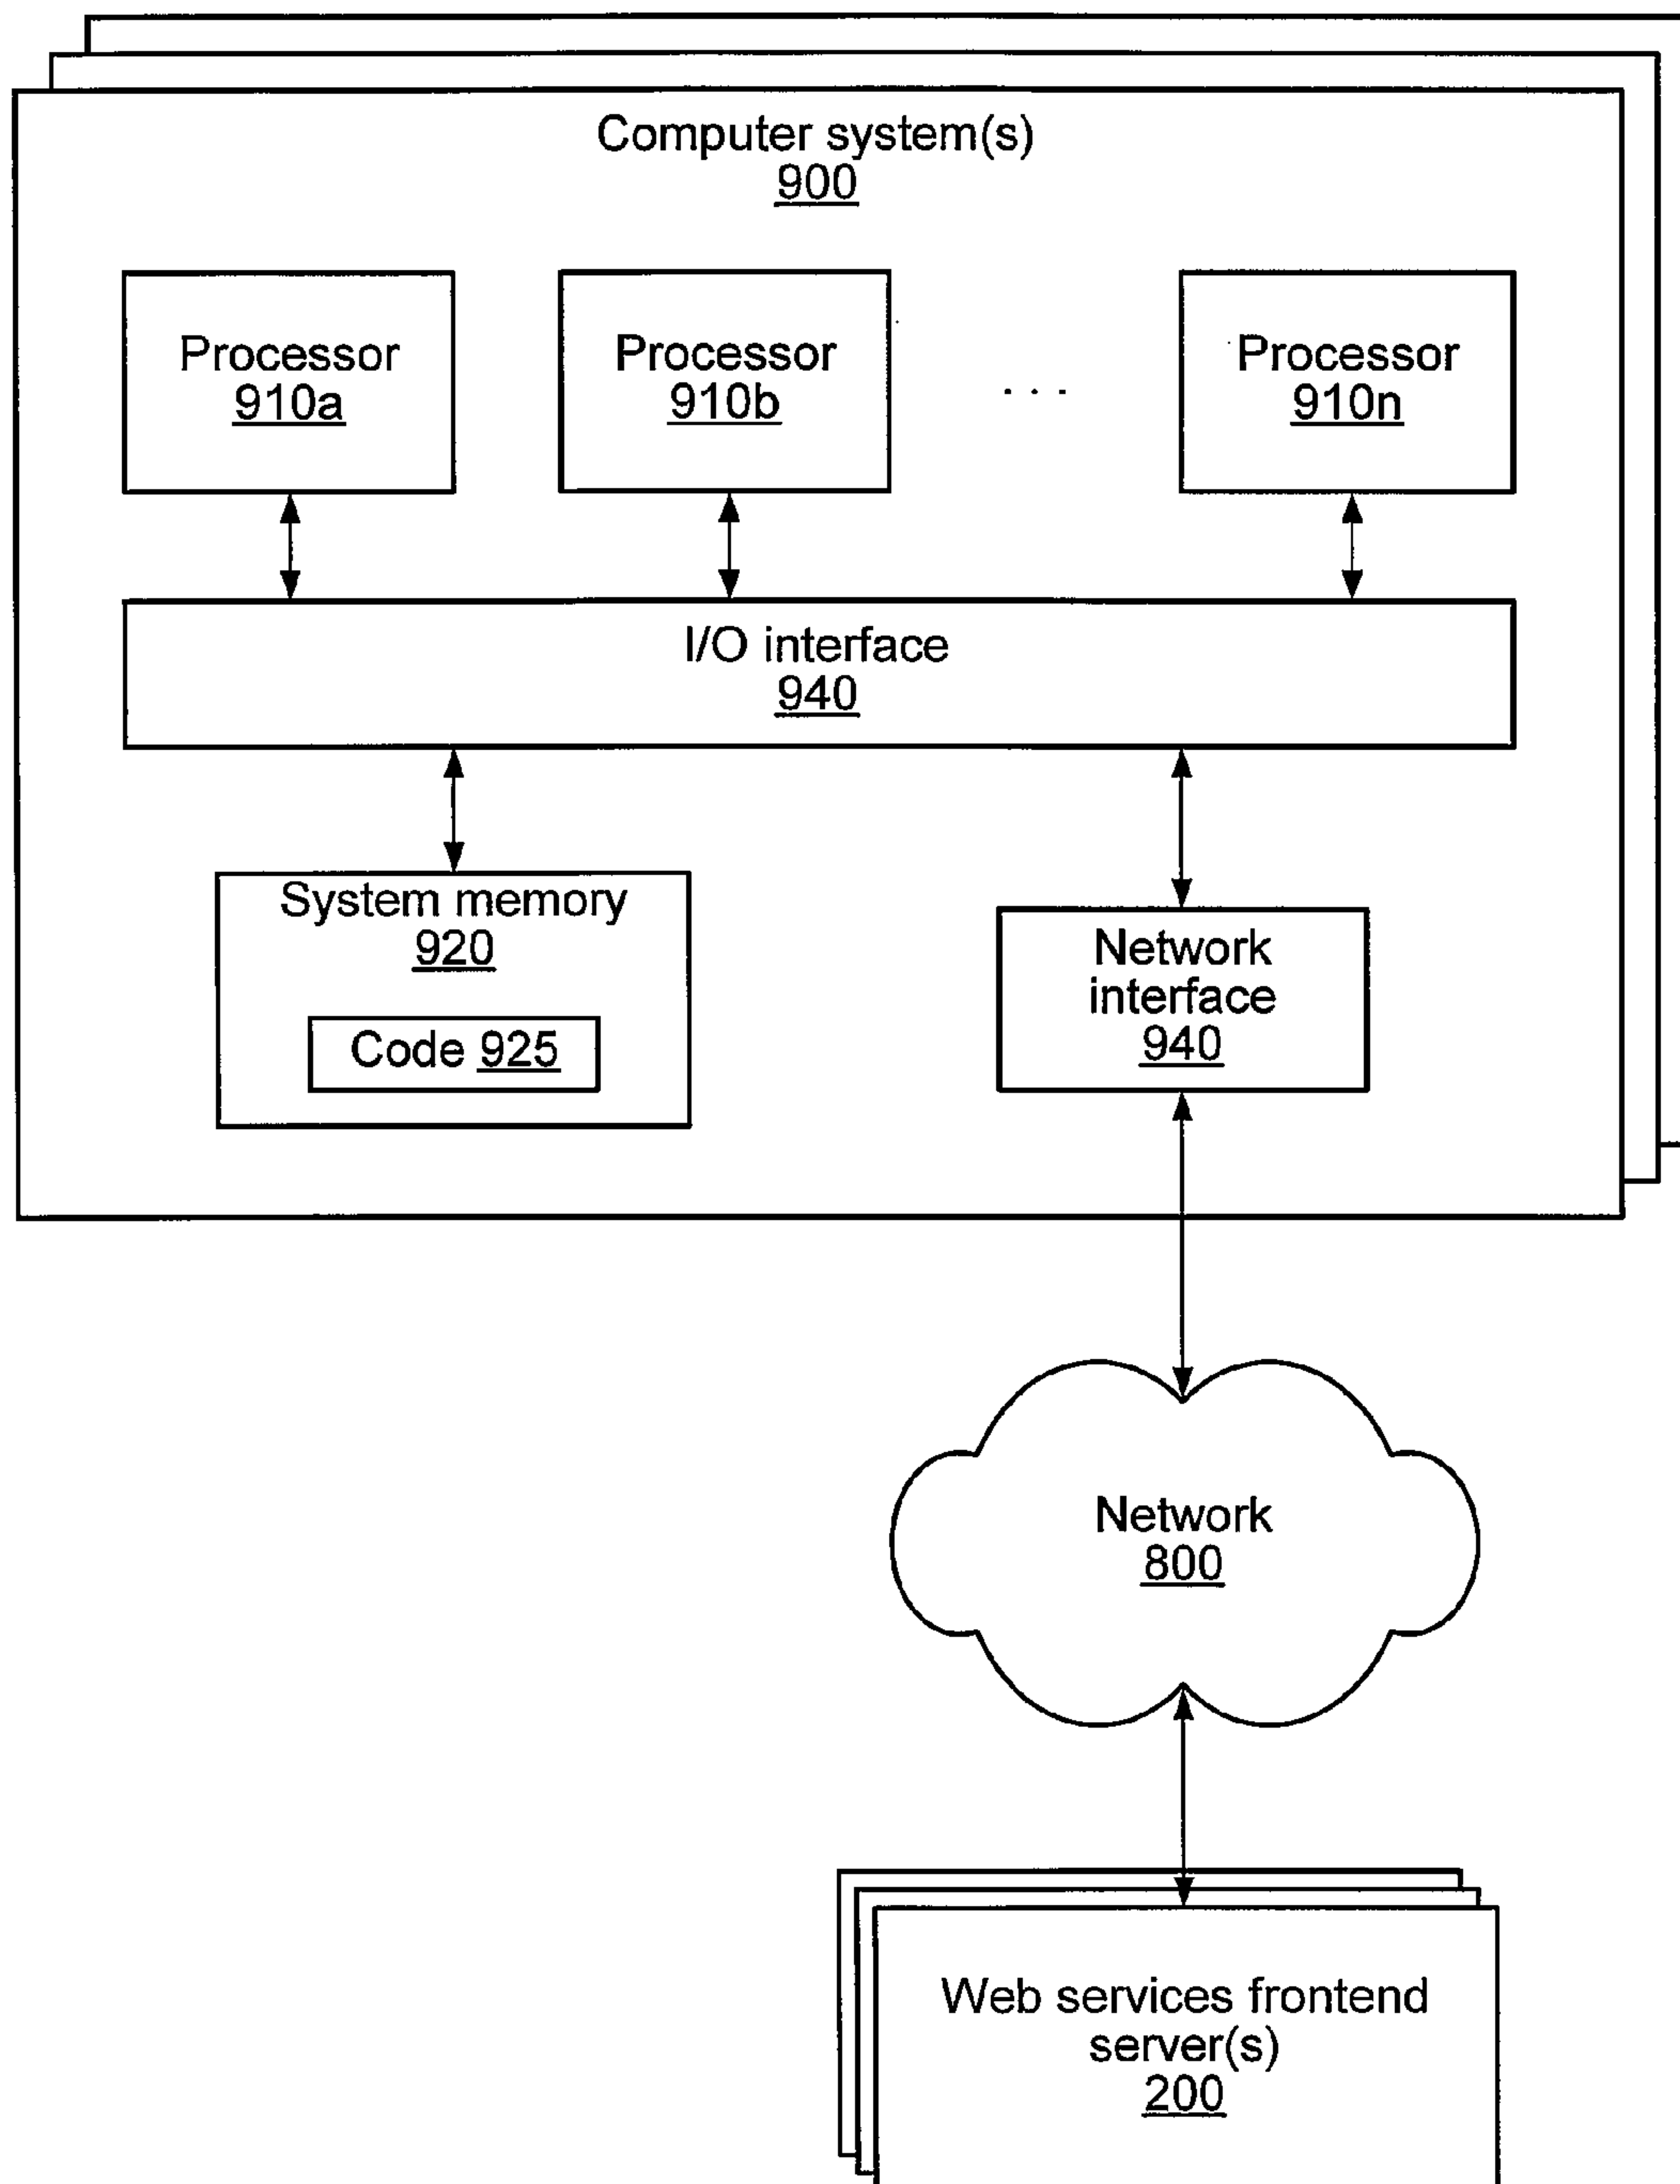 Computer system(s)
900
Processor
910a
Processor
910b
. . .
Processor
910n
I/O interface
940
System memory
920
Code 925
Network
interface
940
Network
800
Web services frontend
server(s)
200